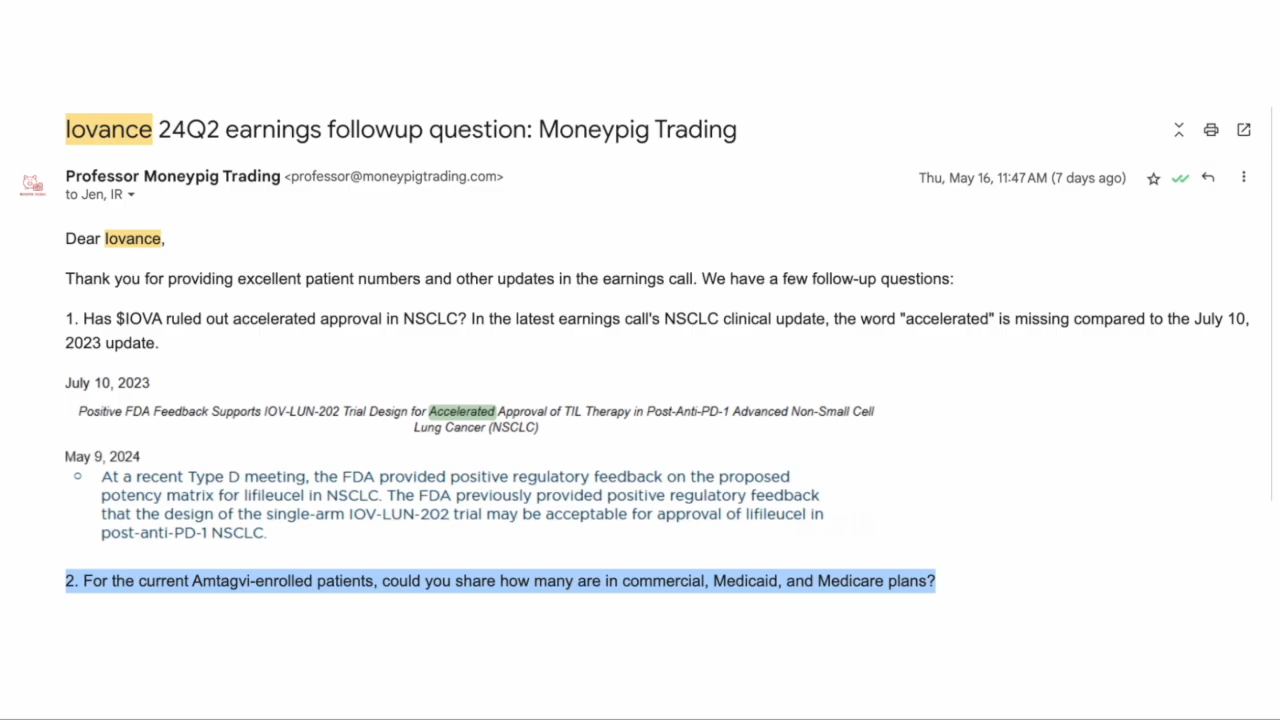 Iovance 24Q2 earnings followup question: Moneypig Trading
Professor Moneypig Trading <professor@moneypigtrading.com>
Thu, May 16, 11:47 AM (7 days ago)
to Jen, IR
Dear Iovance,
Thank you for providing excellent patient numbers and other updates in the earnings call. We have a few follow-up questions:
1. Has $IOVA ruled out accelerated approval in NSCLC? In the latest earnings call's NSCLC clinical update, the word "accelerated" is missing compared to the July 10,
2023 update.
July 10, 2023
Positive FDA Feedback Supports IOV-LUN-202 Trial Design for Accelerated Approval of TIL Therapy in Post-Anti-PD-1 Advanced Non-Small Cell
Lung Cancer (NSCLC)
May 9, 2024
At a recent Type D meeting, the FDA provided positive regulatory feedback on the proposed
potency matrix for lifileucel in NSCLC. The FDA previously provided positive regulatory feedback
that the design of the single-arm IOV-LUN-202 trial may be acceptable for approval of lifileucel in
post-anti-PD-1 NSCLC.
2. For the current Amtagvi-enrolled patients, could you share how many are in commercial, Medicaid, and Medicare plans?